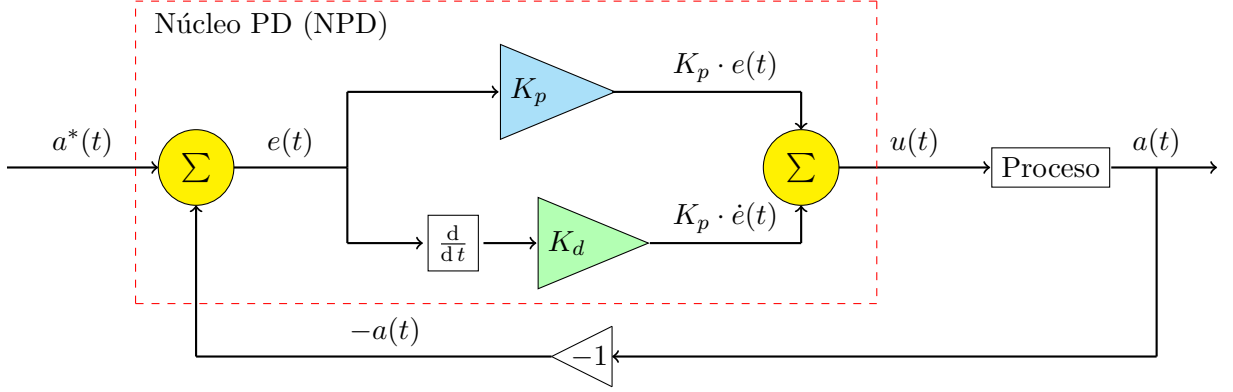 Núcleo PD (NPD)
K_p
K_p · e(t)
a*(t)
Σ
e(t)
Σ
u(t)
Proceso
a(t)
d/dt
K_d
K_p · ė(t)
−a(t)
−1